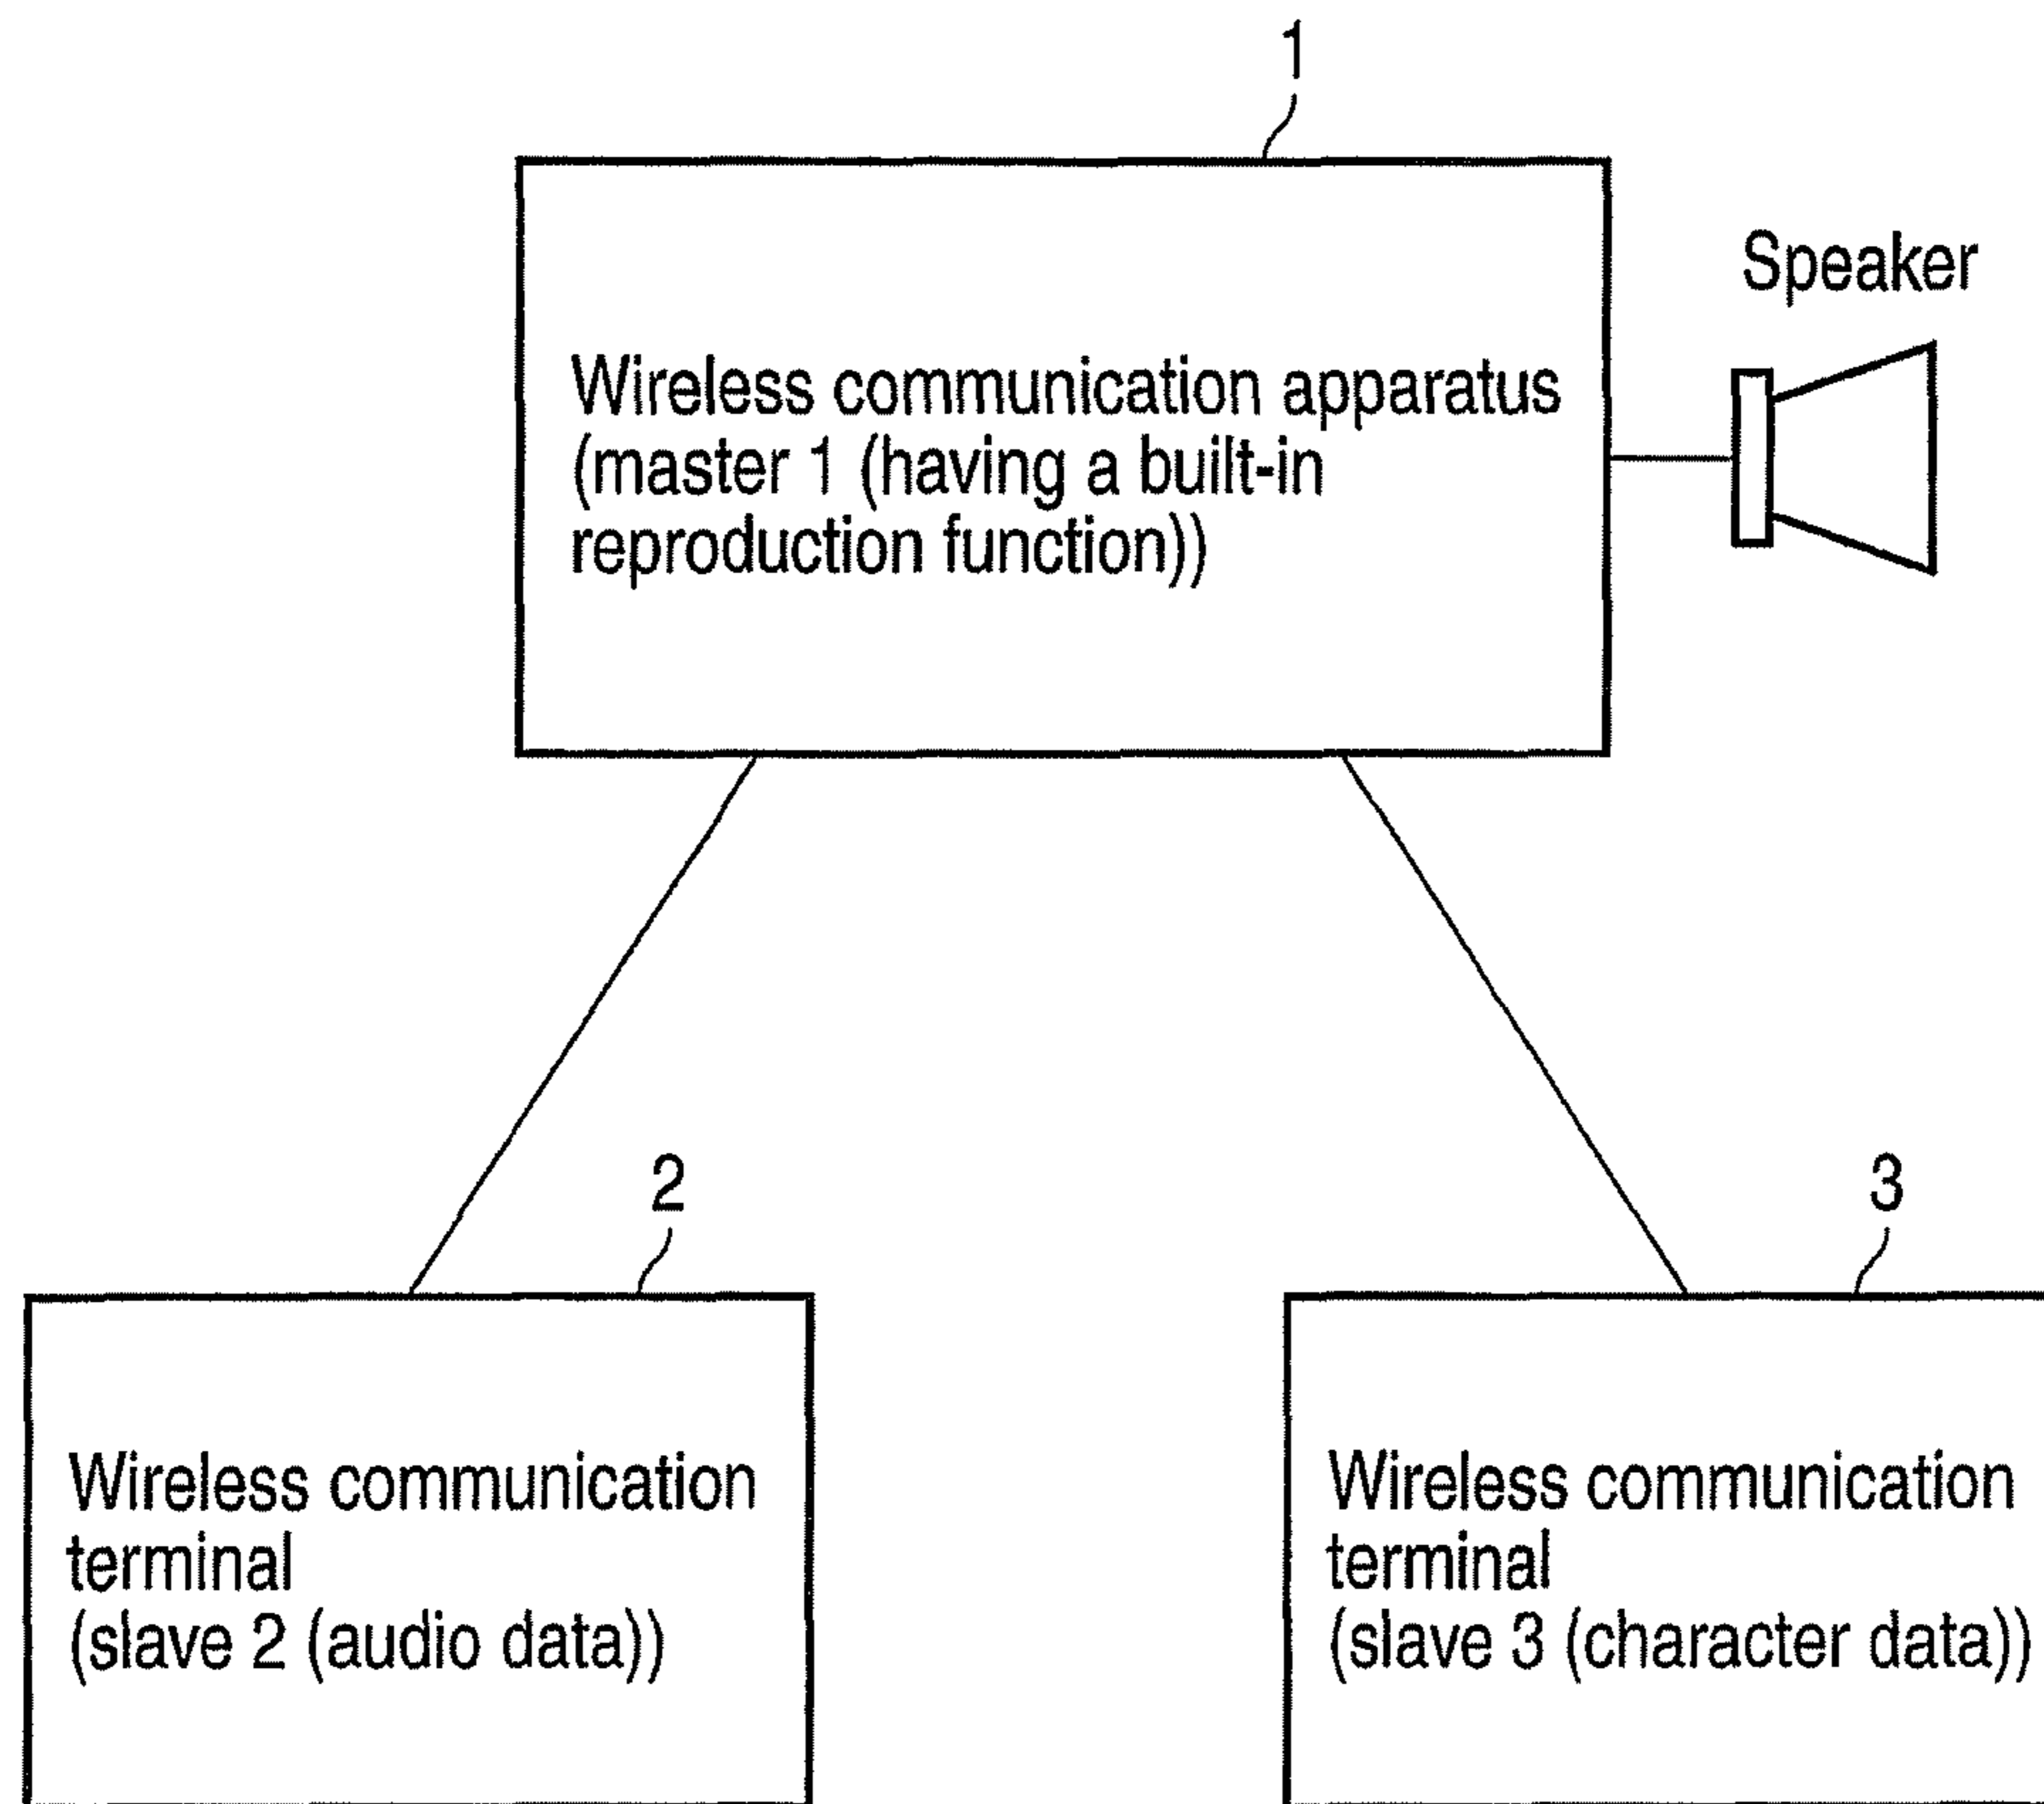 1
Speaker
Wireless communication apparatus
(master 1 (having a built-in
reproduction function))
2
3
Wireless communication
terminal
(slave 2 (audio data))
Wireless communication
terminal
(slave 3 (character data))